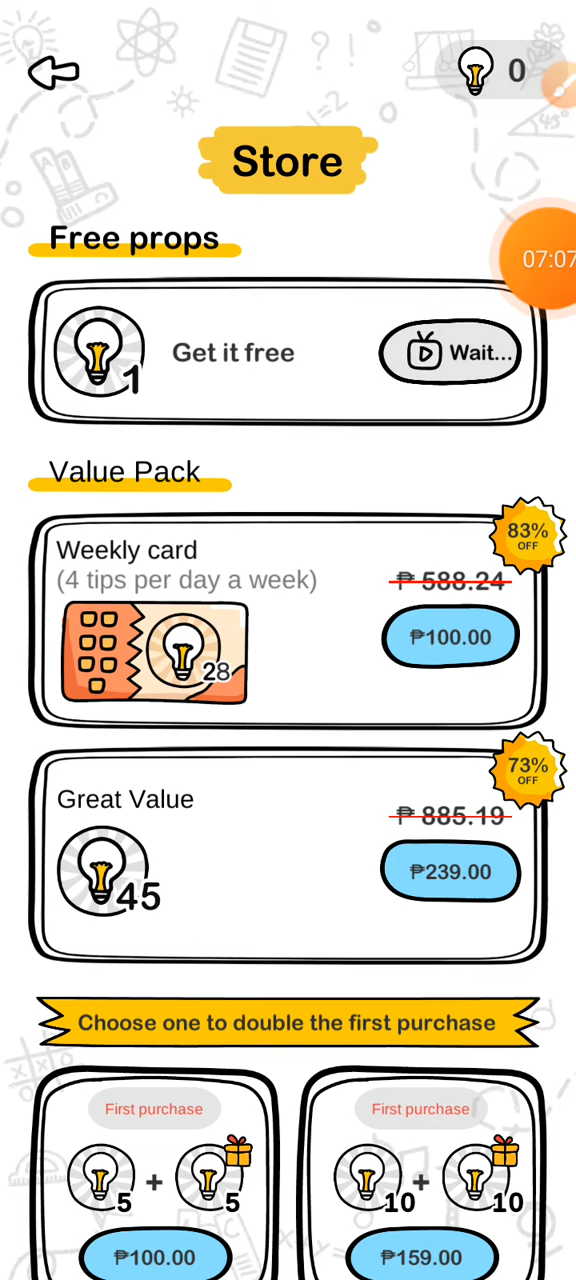 0
Store
Free props
07:07
1
Get it free
Wait...
Value Pack
83%
OFF
Weekly card
(4 tips per day a week)
₱ 588.24
28
₱100.00
73%
OFF
Great Value
₱ 885.19
45
₱239.00
Choose one to double the first purchase
First purchase
First purchase
5 + 5
10 + 10
₱100.00
₱159.00